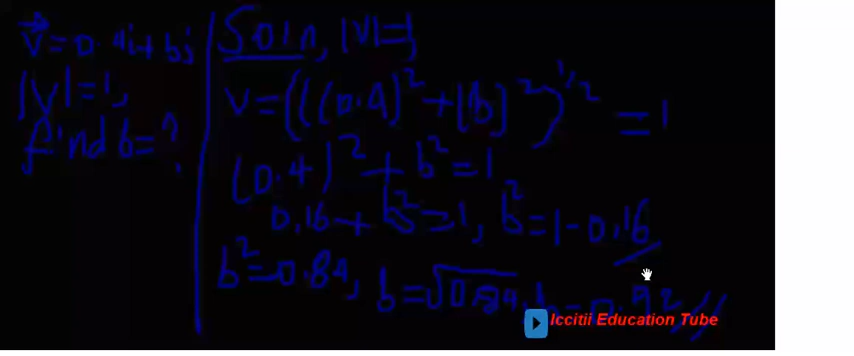 v = 0.4i + bj
|v| = 1,
find b = ?
Soln, |V| = 1,
V = (((0.4)² + (b)²)^1/2 = 1
(0.4)² + b² = 1
0.16 + b² = 1, b² = 1 - 0.16
b² = 0.84, b = √0.84, b = 0.92 //
Iccitii Education Tube